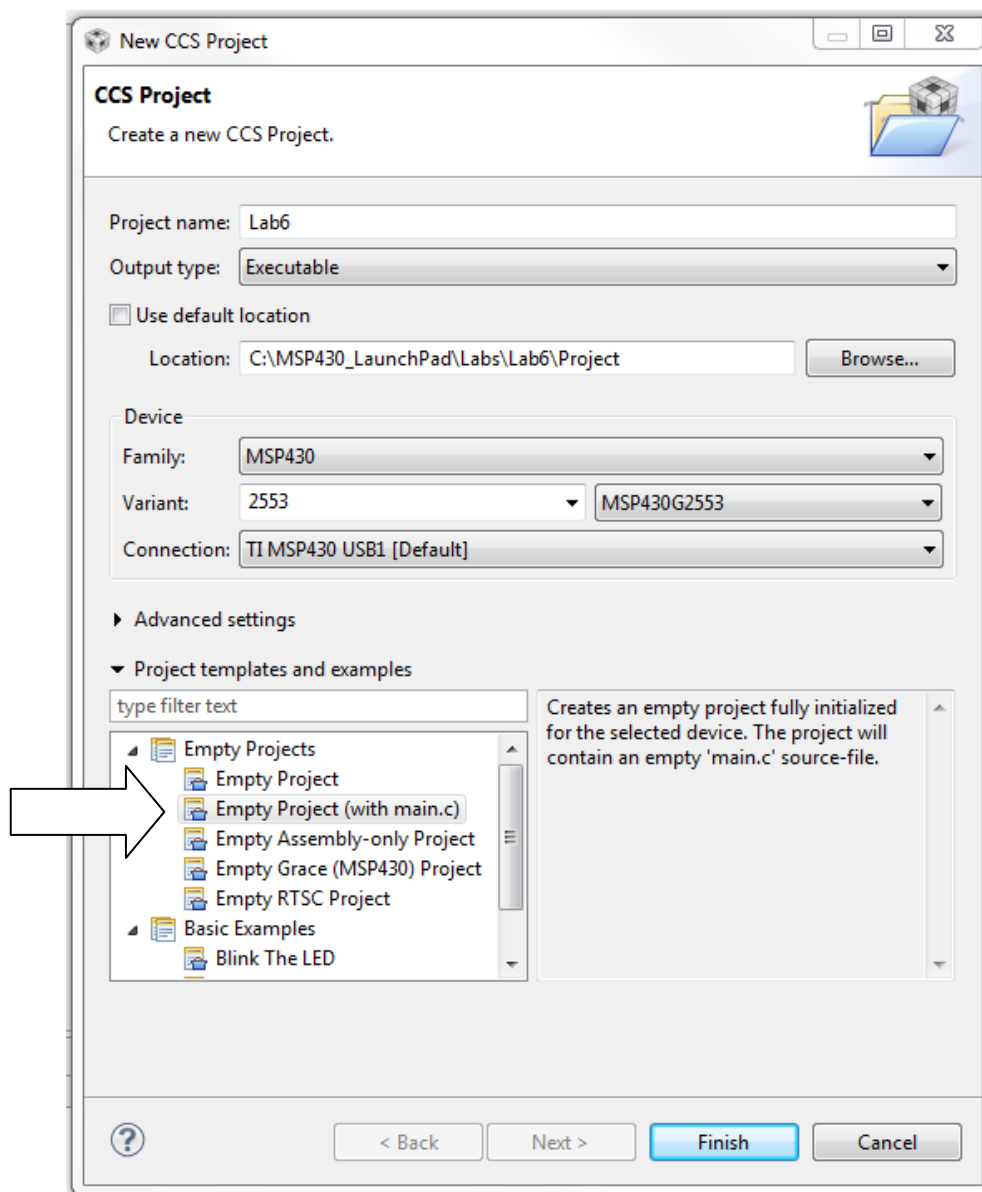 New CCS Project
CCS Project
Create a new CCS Project.
Project name: Lab6
Output type: Executable
Use default location
Location: C:\MSP430_LaunchPad\Labs\Lab6\Project
Browse...
Device
Family: MSP430
Variant: 2553 MSP430G2553
Connection: TI MSP430 USB1 [Default]
Advanced settings
Project templates and examples
type filter text
Empty Projects
Empty Project
Empty Project (with main.c)
Empty Assembly-only Project
Empty Grace (MSP430) Project
Empty RTSC Project
Basic Examples
Blink The LED
Creates an empty project fully initialized
for the selected device. The project will
contain an empty 'main.c' source-file.
? < Back Next > Finish Cancel